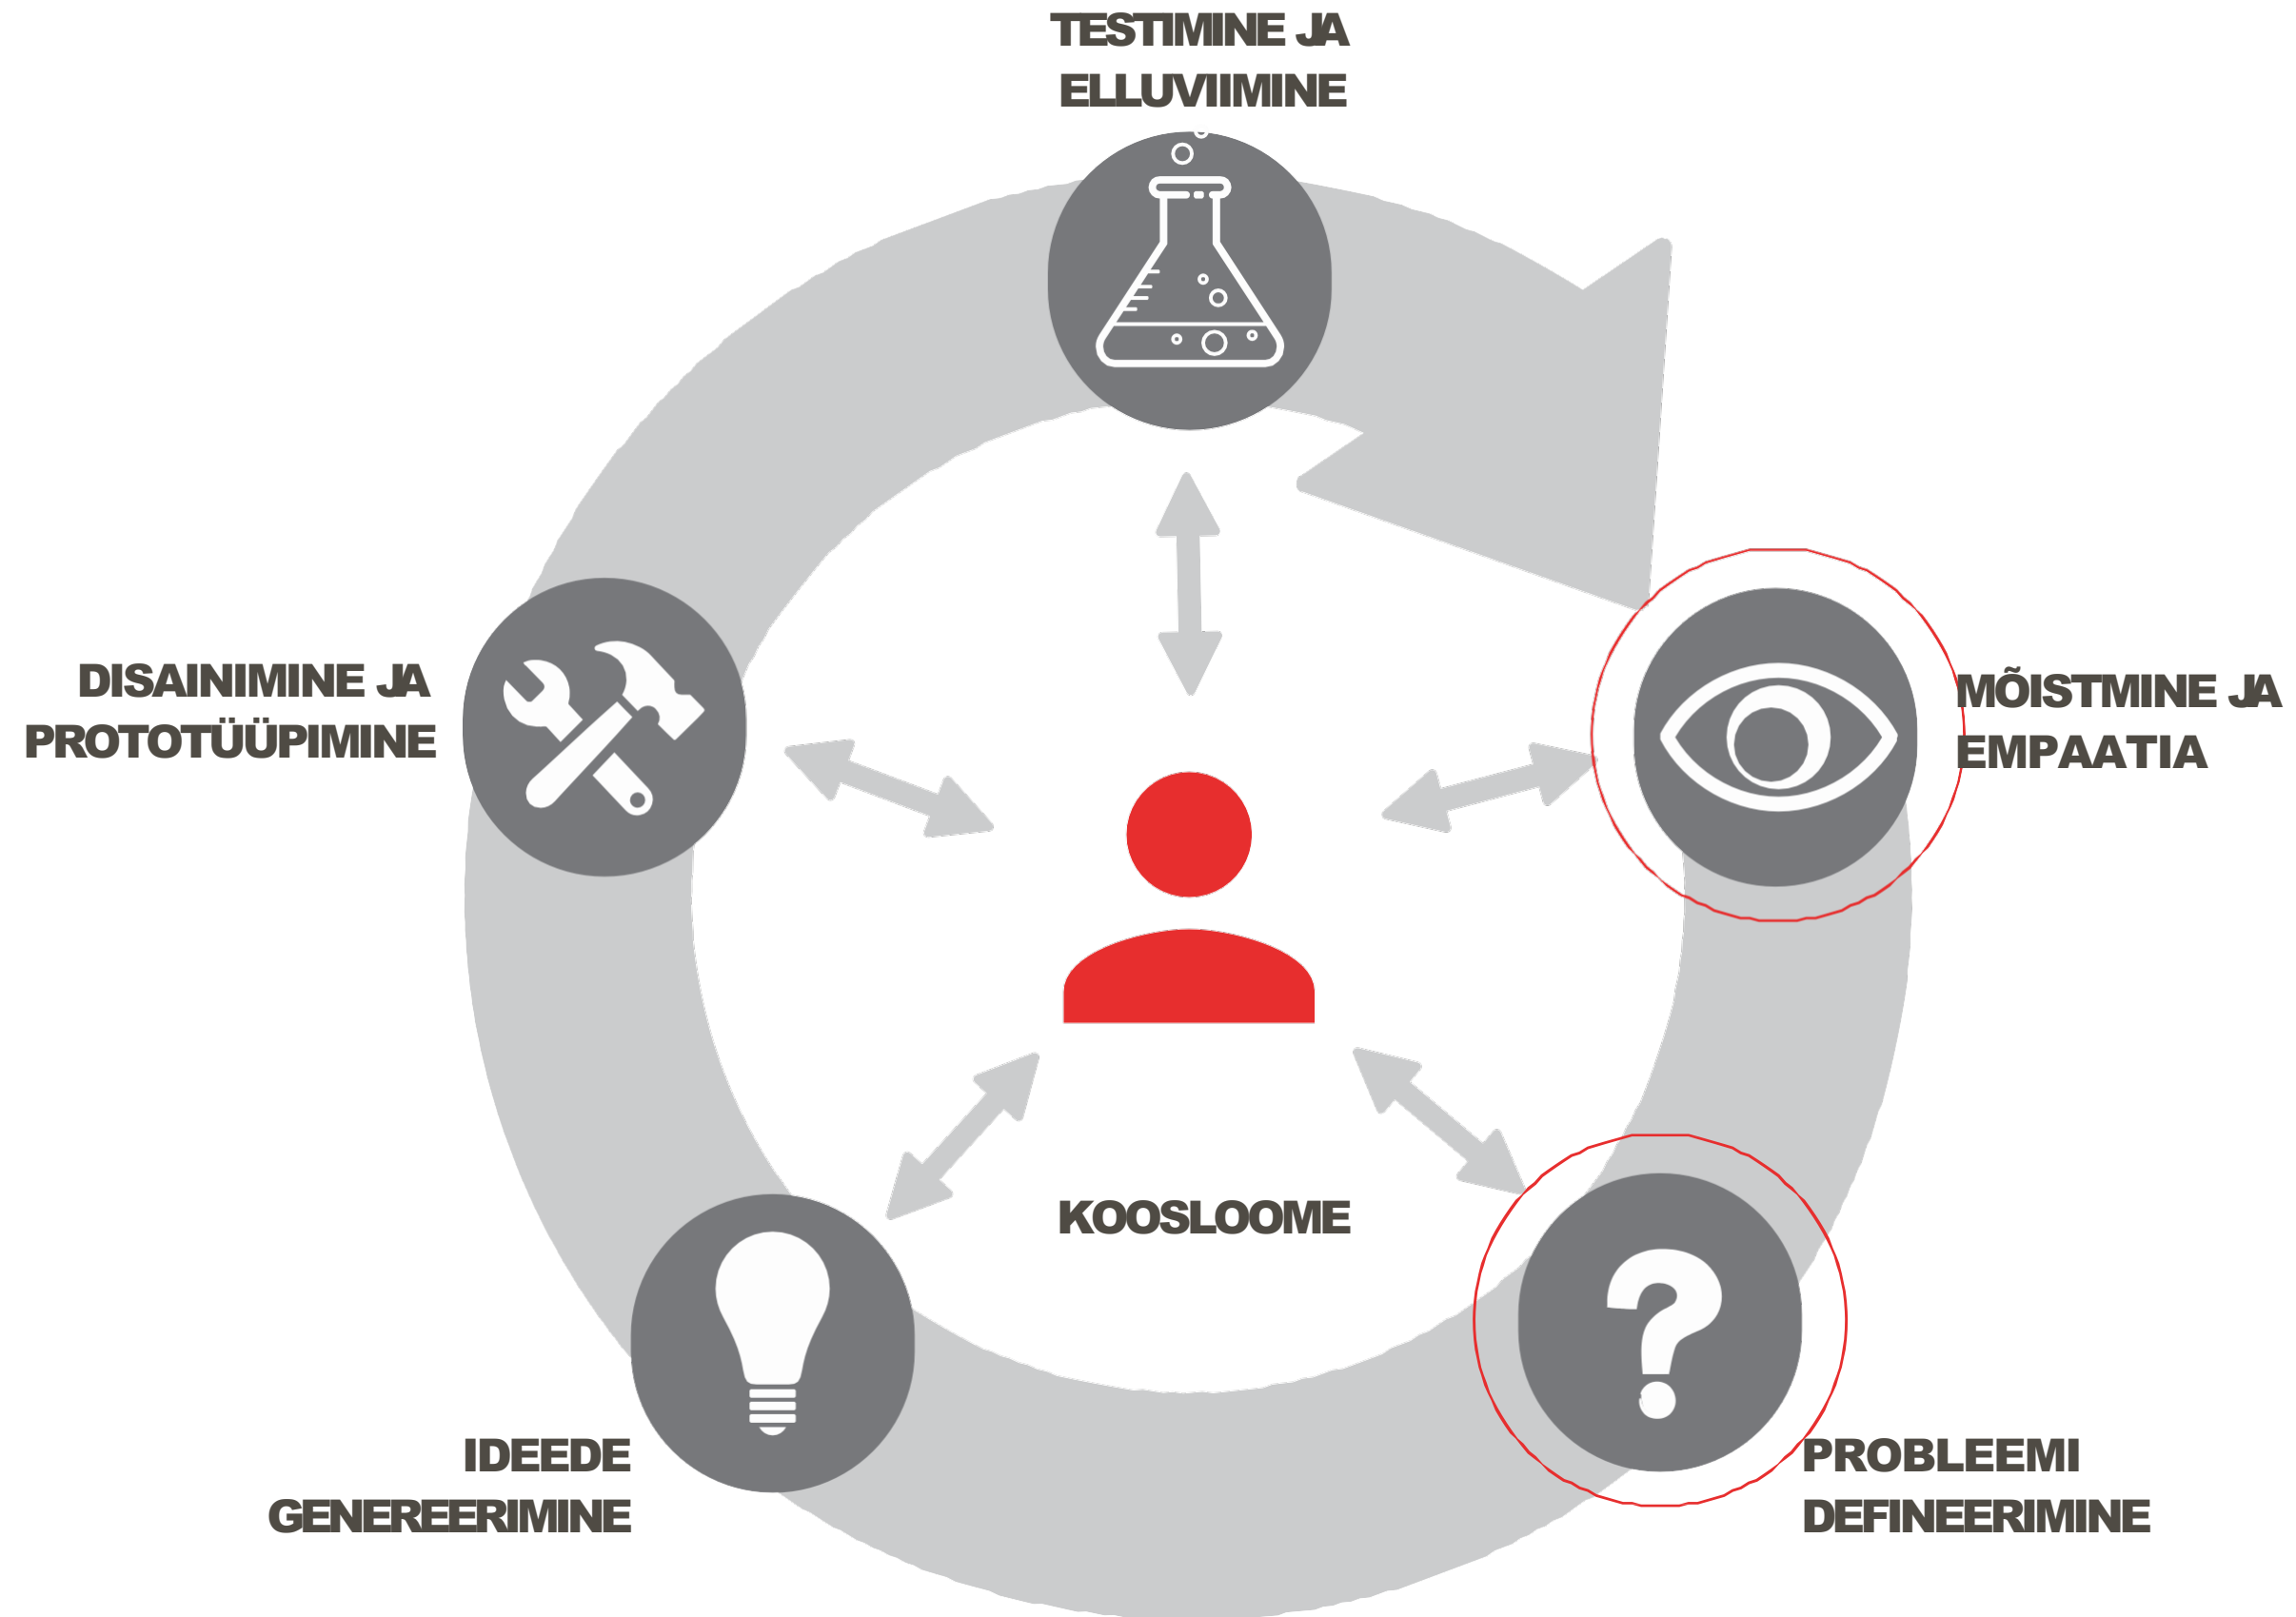 TESTIMINE JA
ELLUVIIMINE
DISAINIMINE JA
PROTOTÜÜPIMINE
MÕISTMINE JA
EMPAATIA
KOOSLOOME
IDEEDE
GENEREERIMINE
PROBLEEMI
DEFINEERIMINE